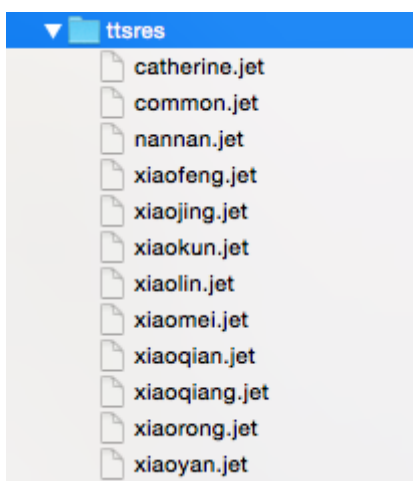 ttsres
catherine.jet
common.jet
nannan.jet
xiaofeng.jet
xiaojing.jet
xiaokun.jet
xiaolin.jet
xiaomei.jet
xiaoqian.jet
xiaoqiang.jet
xiaorong.jet
xiaoyan.jet